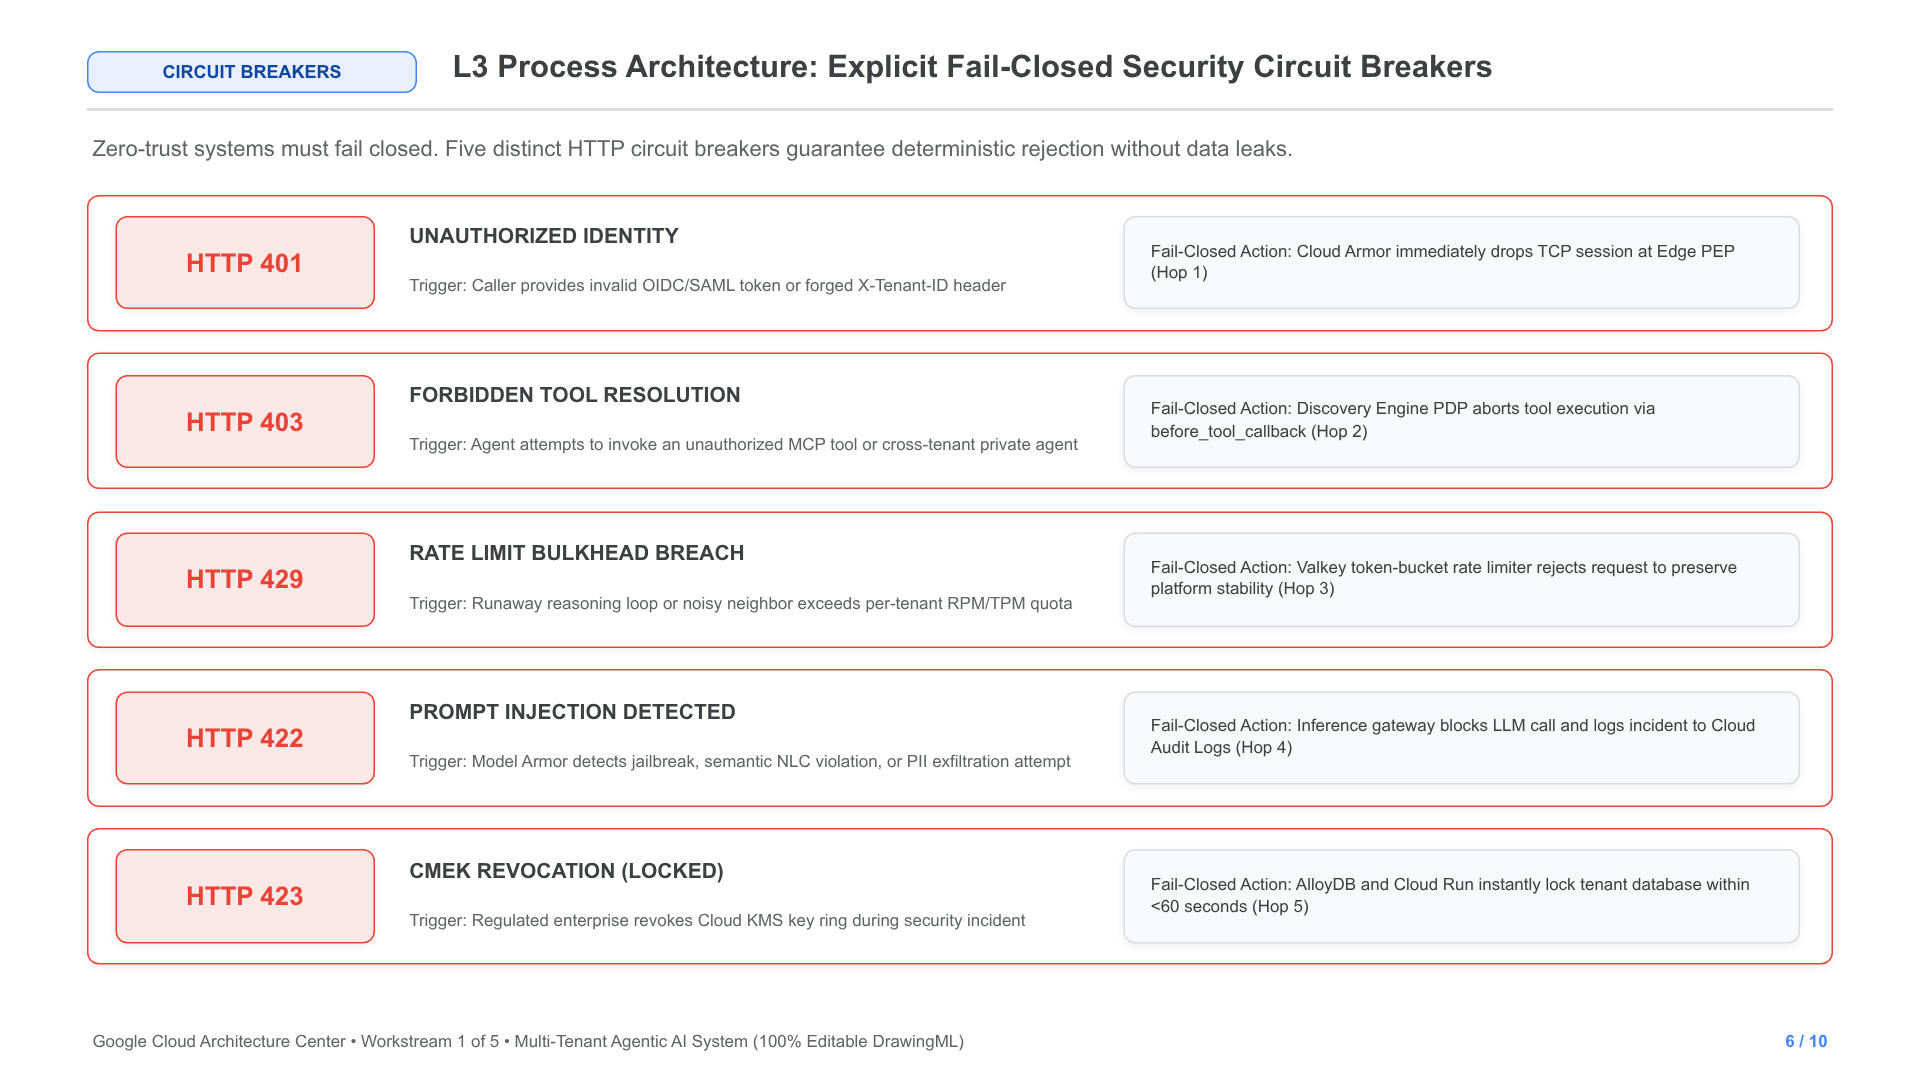 CIRCUIT BREAKERS
L3 Process Architecture: Explicit Fail-Closed Security Circuit Breakers
Zero-trust systems must fail closed. Five distinct HTTP circuit breakers guarantee deterministic rejection without data leaks.
HTTP 401
UNAUTHORIZED IDENTITY
Trigger: Caller provides invalid OIDC/SAML token or forged X-Tenant-ID header
Fail-Closed Action: Cloud Armor immediately drops TCP session at Edge PEP
(Hop 1)
HTTP 403
FORBIDDEN TOOL RESOLUTION
Trigger: Agent attempts to invoke an unauthorized MCP tool or cross-tenant private agent
Fail-Closed Action: Discovery Engine PDP aborts tool execution via
before_tool_callback (Hop 2)
HTTP 429
RATE LIMIT BULKHEAD BREACH
Trigger: Runaway reasoning loop or noisy neighbor exceeds per-tenant RPM/TPM quota
Fail-Closed Action: Valkey token-bucket rate limiter rejects request to preserve
platform stability (Hop 3)
HTTP 422
PROMPT INJECTION DETECTED
Trigger: Model Armor detects jailbreak, semantic NLC violation, or PII exfiltration attempt
Fail-Closed Action: Inference gateway blocks LLM call and logs incident to Cloud
Audit Logs (Hop 4)
HTTP 423
CMEK REVOCATION (LOCKED)
Trigger: Regulated enterprise revokes Cloud KMS key ring during security incident
Fail-Closed Action: AlloyDB and Cloud Run instantly lock tenant database within
<60 seconds (Hop 5)
Google Cloud Architecture Center • Workstream 1 of 5 • Multi-Tenant Agentic AI System (100% Editable DrawingML)
6 / 10